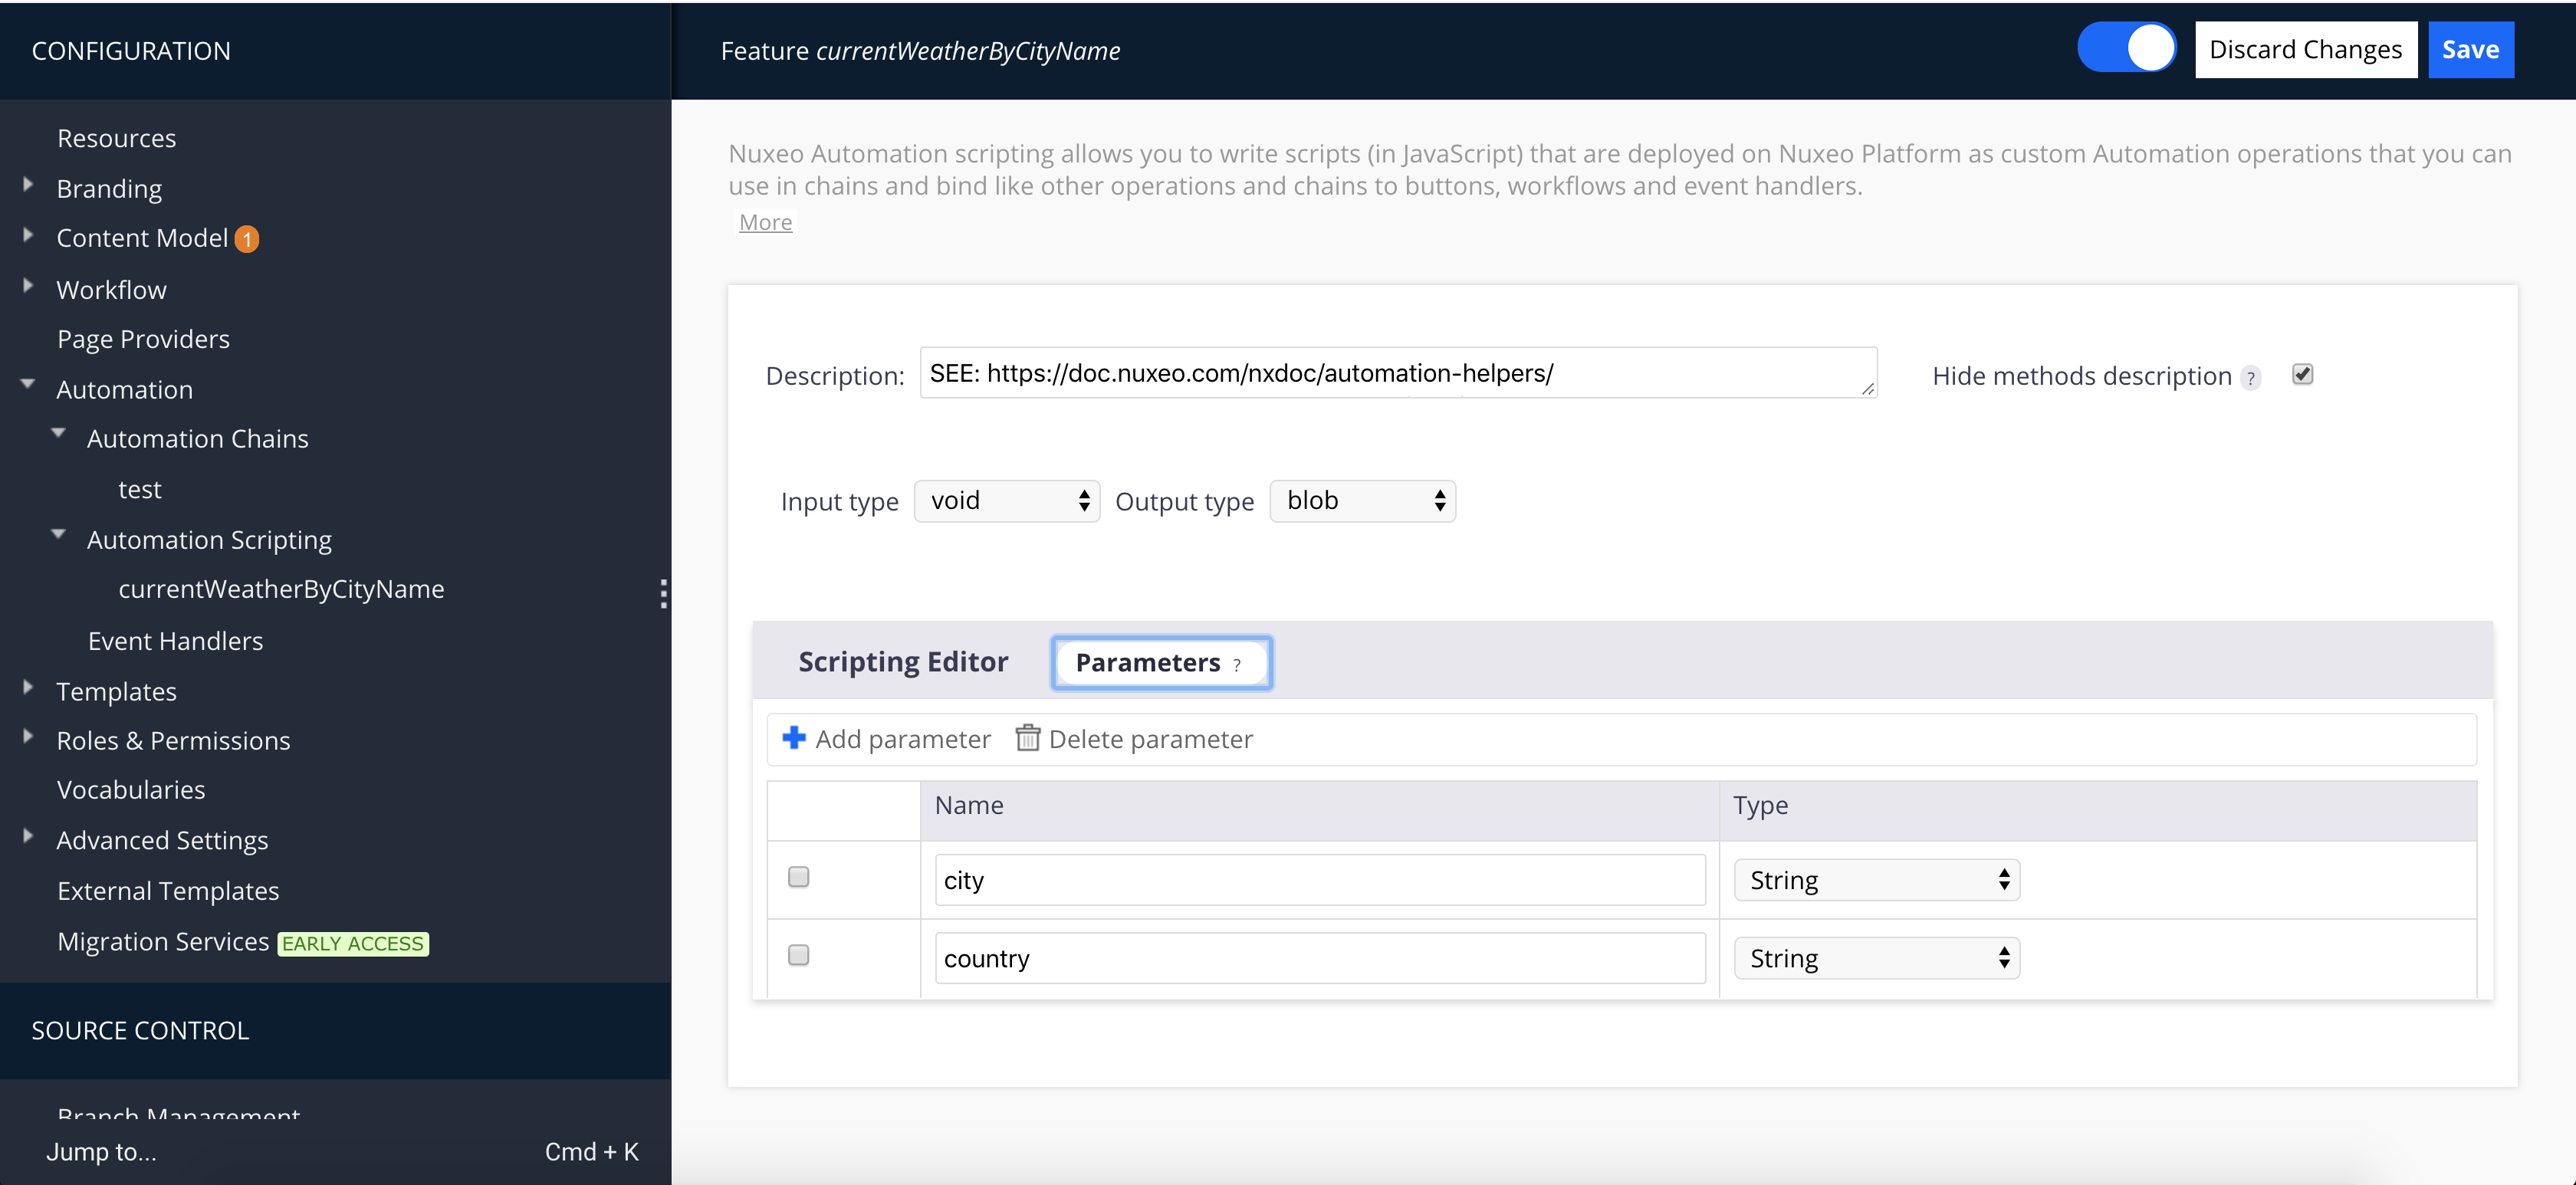 CONFIGURATION
Resources
Branding
Content Model 1
Workflow
Page Providers
Automation
Automation Chains
test
Automation Scripting
currentWeatherByCityName
Event Handlers
Templates
Roles & Permissions
Vocabularies
Advanced Settings
External Templates
Migration Services EARLY ACCESS
SOURCE CONTROL
Branch Management
Jump to... Cmd + K
Feature currentWeatherByCityName
Discard Changes
Save
Nuxeo Automation scripting allows you to write scripts (in JavaScript) that are deployed on Nuxeo Platform as custom Automation operations that you can
use in chains and bind like other operations and chains to buttons, workflows and event handlers.
More
Description: SEE: https://doc.nuxeo.com/nxdoc/automation-helpers/ Hide methods description ?
Input type void Output type blob
Scripting Editor Parameters ?
Add parameter Delete parameter
Name Type
city String
country String